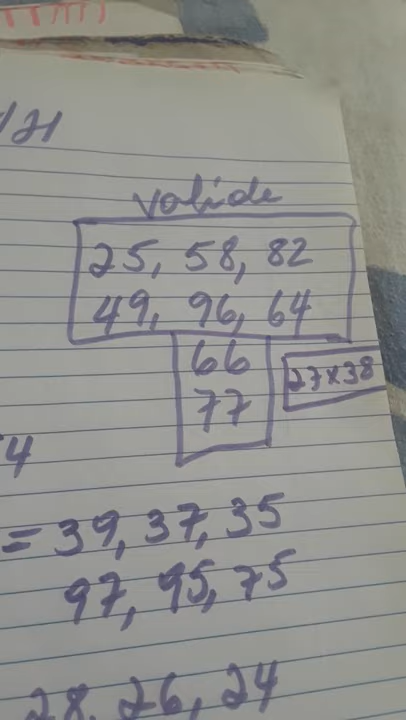 /21
Valide
25, 58, 82
49, 96, 64
66
77
27x38
4
= 39, 37, 35
97, 95, 75
28, 26, 24